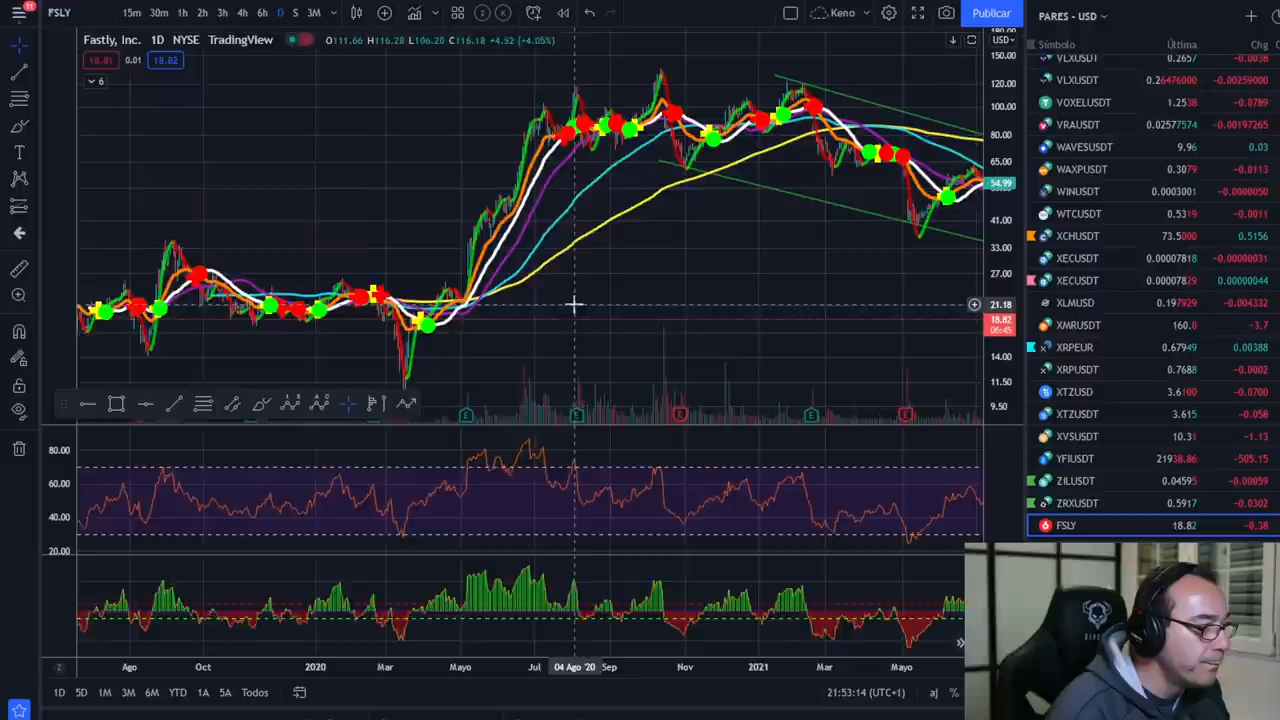 11
FSLY
15m 30m 1h 2h 3h 4h 6h D S 3M
2 K
Keno
Publicar
PARES - USD
Fastly, Inc. 1D NYSE TradingView
O111.66 H116.28 L106.20 C116.18 +4.52 (+4.05%)
18.81 0.01 18.82
6
USD
150.00
120.00
100.00
80.00
65.00
54.99
41.00
33.00
27.00
21.18
18.82
06:45
14.00
11.50
9.50
E E E E E
80.00
60.00
40.00
20.00
Z Ago Oct 2020 Mar Mayo Jul 04 Ago '20 Sep Nov 2021 Mar Mayo
1D 5D 1M 3M 6M YTD 1A 5A Todos
21:53:14 (UTC+1)
%
Símbolo Última Chg
VLXUSDT 0.2657 -0.0038
VLXUSDT 0.26476000 -0.00259000
VOXELUSDT 1.2538 -0.0789
VRAUSDT 0.02577574 -0.00197265
WAVESUSDT 9.96 0.03
WAXPUSDT 0.3079 -0.0113
WINUSDT 0.0003001 -0.0000050
WTCUSDT 0.5319 -0.0011
XCHUSDT 73.5000 0.5156
XECUSDT 0.00007818 -0.00000031
XECUSDT 0.00007829 0.00000044
XLMUSD 0.197929 -0.004332
XMRUSDT 160.0 -3.7
XRPEUR 0.67949 0.00388
XRPUSDT 0.7688 -0.0002
XTZUSD 3.6100 -0.0700
XTZUSDT 3.615 -0.058
XVSUSDT 10.31 -1.13
YFIUSDT 21938.86 -505.15
ZILUSDT 0.04595 -0.00059
ZRXUSDT 0.5917 -0.0302
FSLY 18.82 -0.38